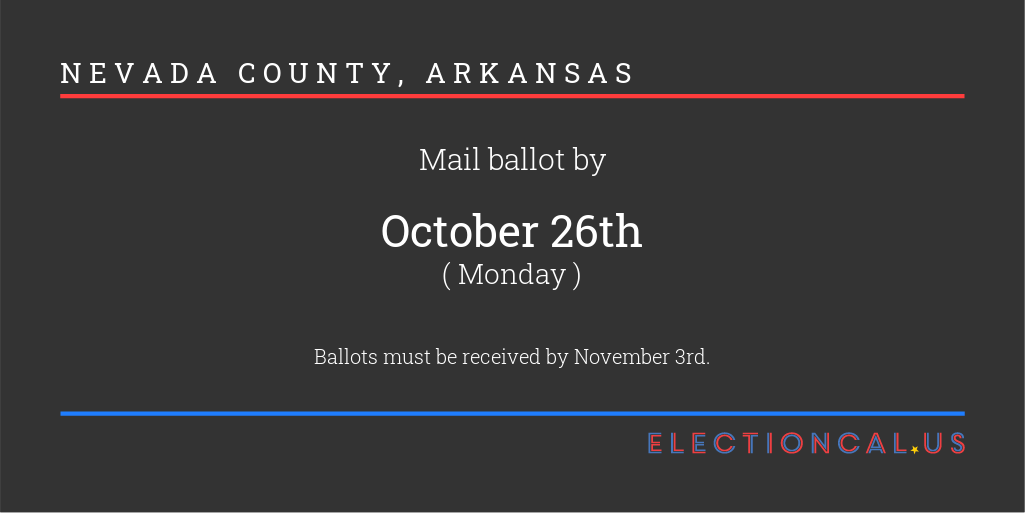 NEVADA COUNTY, ARKANSAS
Mail ballot by
October 26th
( Monday )
Ballots must be received by November 3rd.
ELECTIONCAL.US